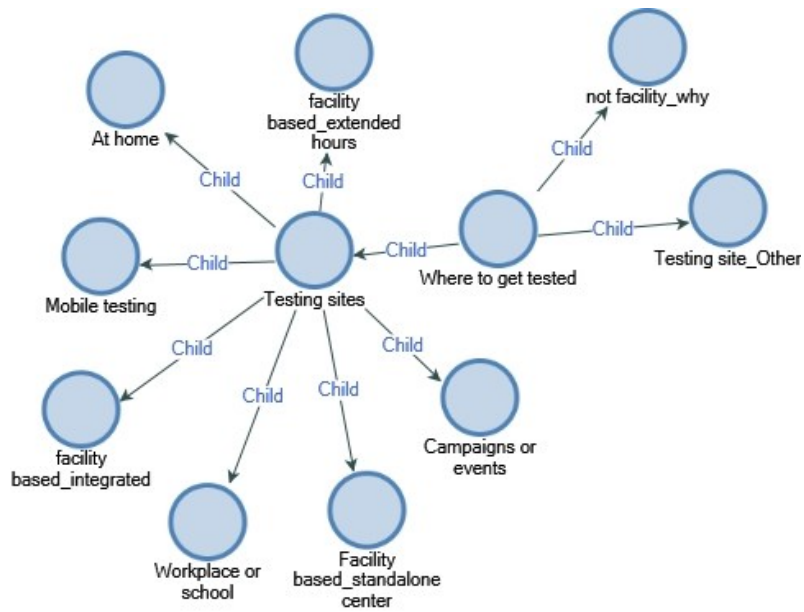 not facility_why
facility
based_extended
hours
At home
Child
Child
Child
Child
Child
Testing site_Other
Child
Where to get tested
Mobile testing
Testing sites
Child
Child
Child
Child
Campaigns or
events
facility
based_integrated
Workplace or
school
Facility
based_standalone
center